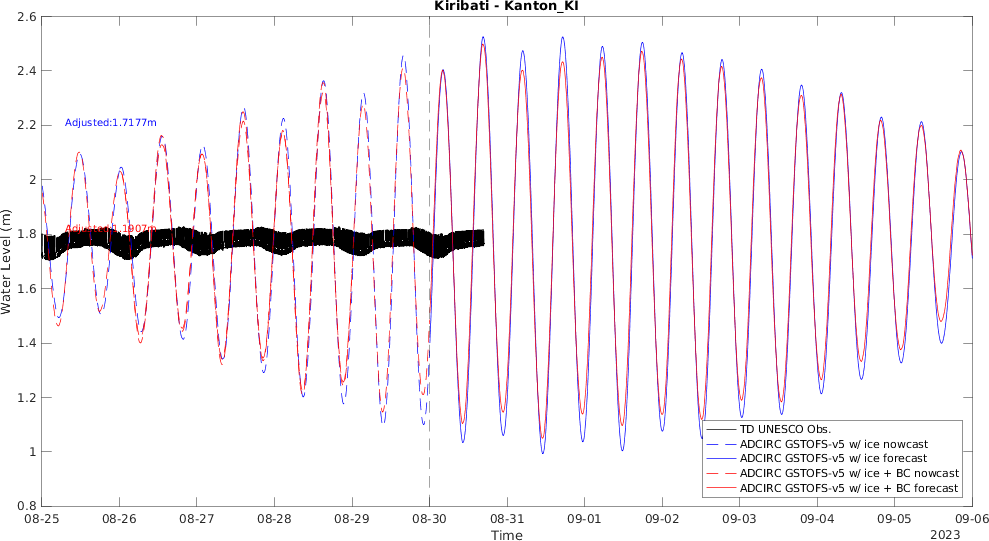 Kiribati - Kanton_KI
2.6
2.4
2.2
2
1.8
1.6
1.4
1.2
1
0.8
Water Level (m)
Adjusted:1.7177m
Adjusted:1.1907m
TD UNESCO Obs.
ADCIRC GSTOFS-v5 w/ ice nowcast
ADCIRC GSTOFS-v5 w/ ice forecast
ADCIRC GSTOFS-v5 w/ ice + BC nowcast
ADCIRC GSTOFS-v5 w/ ice + BC forecast
08-25 08-26 08-27 08-28 08-29 08-30 08-31 09-01 09-02 09-03 09-04 09-05 09-06
Time
2023